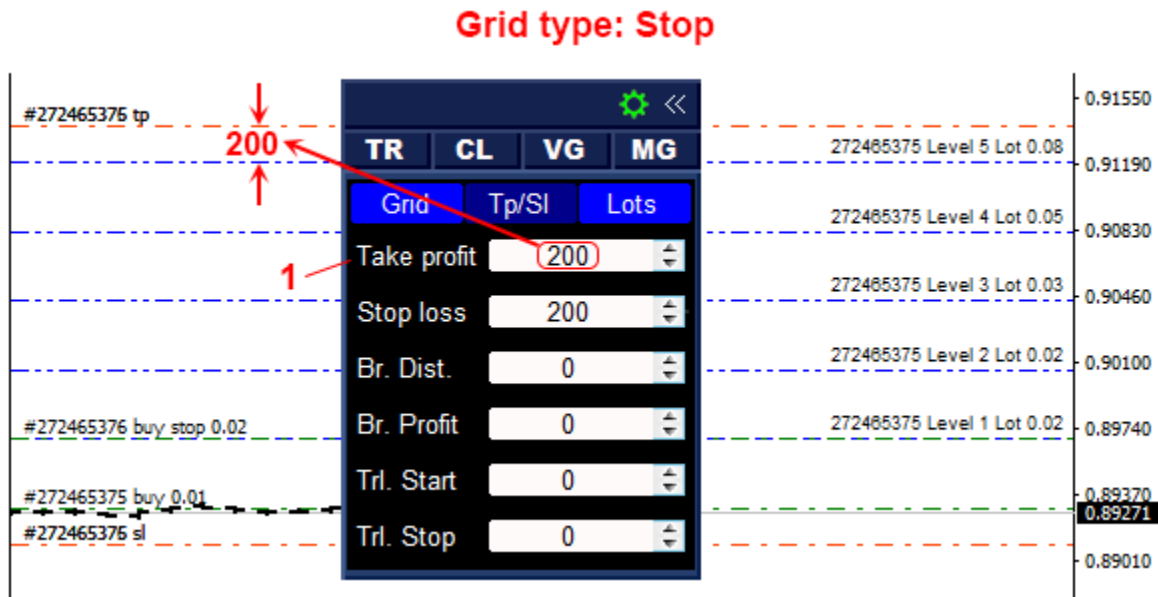 Grid type: Stop
#272465376 tp
200
272465375 Level 5 Lot 0.08
272465375 Level 4 Lot 0.05
272465375 Level 3 Lot 0.03
272465375 Level 2 Lot 0.02
272465375 Level 1 Lot 0.02
#272465376 buy stop 0.02
#272465375 buy 0.01
#272465376 sl
TR CL VG MG
Grid Tp/Sl Lots
1
Take profit 200
Stop loss 200
Br. Dist. 0
Br. Profit 0
Trl. Start 0
Trl. Stop 0
0.91550
0.91190
0.90830
0.90460
0.90100
0.89740
0.89370
0.89271
0.89010